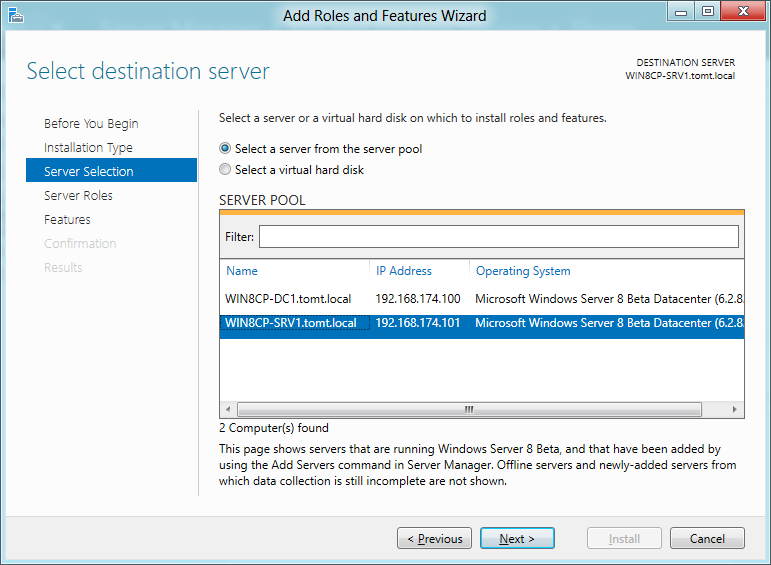 Add Roles and Features Wizard
Select destination server
DESTINATION SERVER
WIN8CP-SRV1.tomt.local
Before You Begin
Installation Type
Server Selection
Server Roles
Features
Confirmation
Results
Select a server or a virtual hard disk on which to install roles and features.
Select a server from the server pool
Select a virtual hard disk
SERVER POOL
Filter:
Name IP Address Operating System
WIN8CP-DC1.tomt.local 192.168.174.100 Microsoft Windows Server 8 Beta Datacenter (6.2.8
WIN8CP-SRV1.tomt.local 192.168.174.101 Microsoft Windows Server 8 Beta Datacenter (6.2.8
2 Computer(s) found
This page shows servers that are running Windows Server 8 Beta, and that have been added by
using the Add Servers command in Server Manager. Offline servers and newly-added servers from
which data collection is still incomplete are not shown.
< Previous Next > Install Cancel